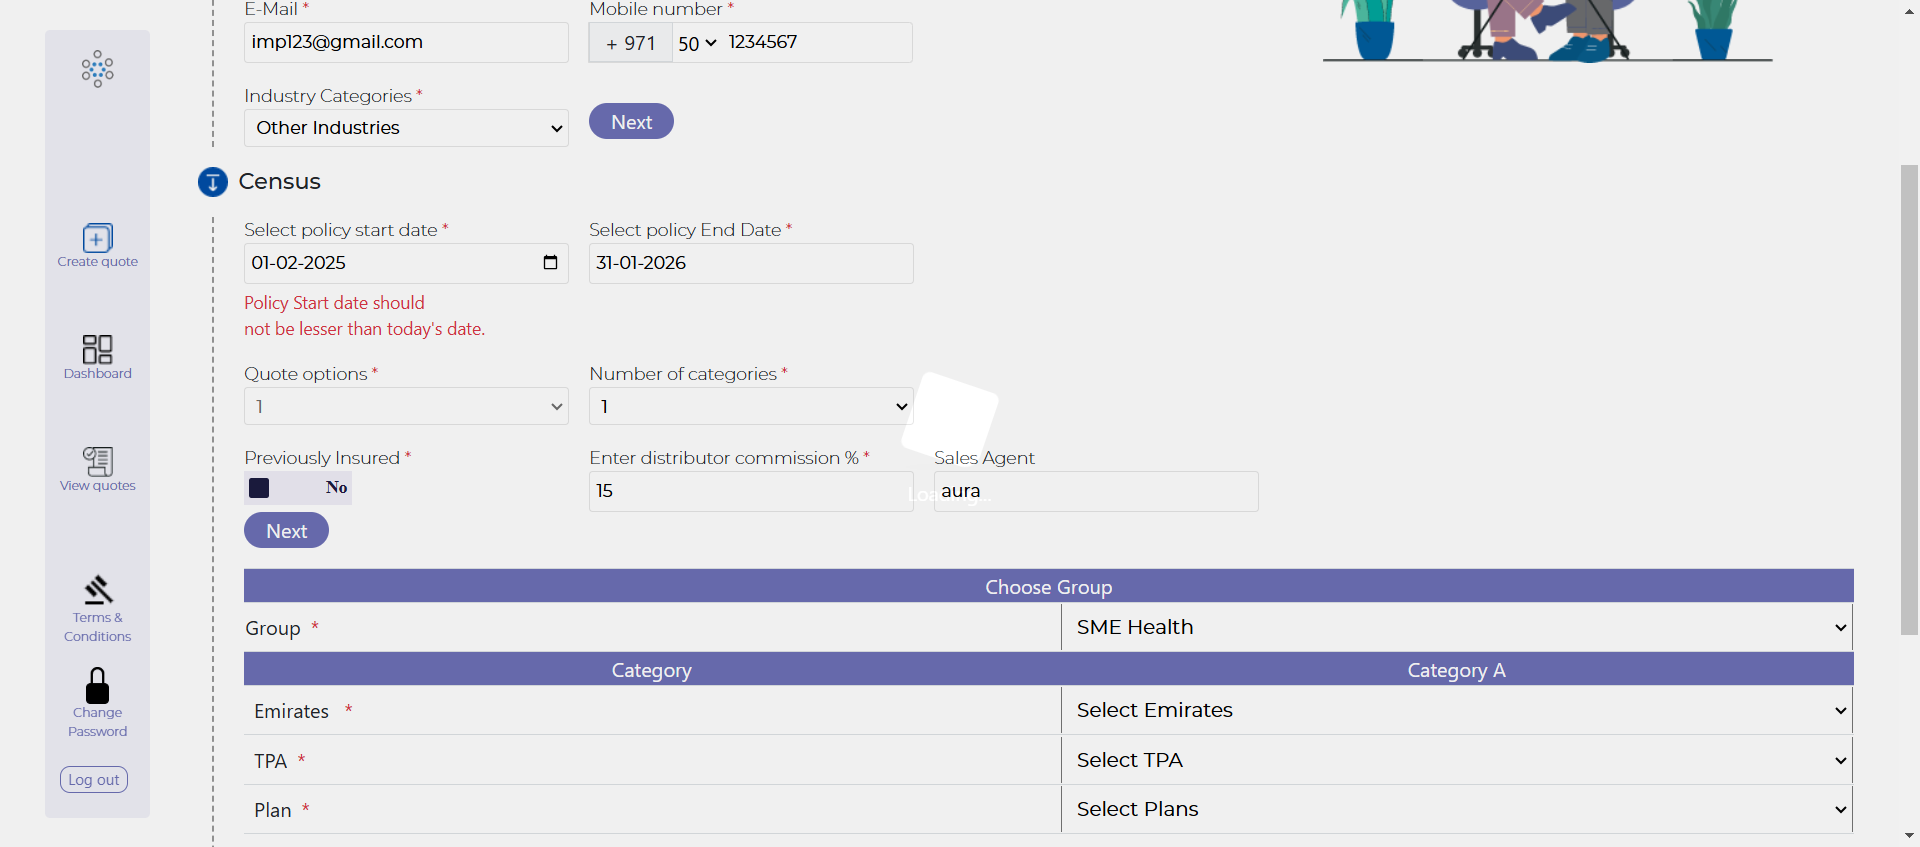 E-Mail *
Mobile number *
imp123@gmail.com
+ 971
50
1234567
Industry Categories *
Other Industries
Next
Census
Select policy start date *
Select policy End Date *
01-02-2025
31-01-2026
Policy Start date should
not be lesser than today's date.
Quote options *
Number of categories *
1
1
Previously Insured *
Enter distributor commission % *
Sales Agent
No
15
aura
Next
Choose Group
Group *
SME Health
Category
Category A
Emirates *
Select Emirates
TPA *
Select TPA
Plan *
Select Plans
Create quote
Dashboard
View quotes
Terms &
Conditions
Change
Password
Log out